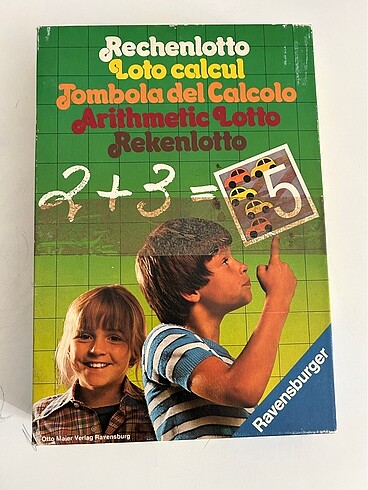 Rechenlotto
Loto calcul
Tombola del Calcolo
Arithmetic Lotto
Rekenlotto
2+3=5
Ravensburger
Otto Maier Verlag Ravensburg